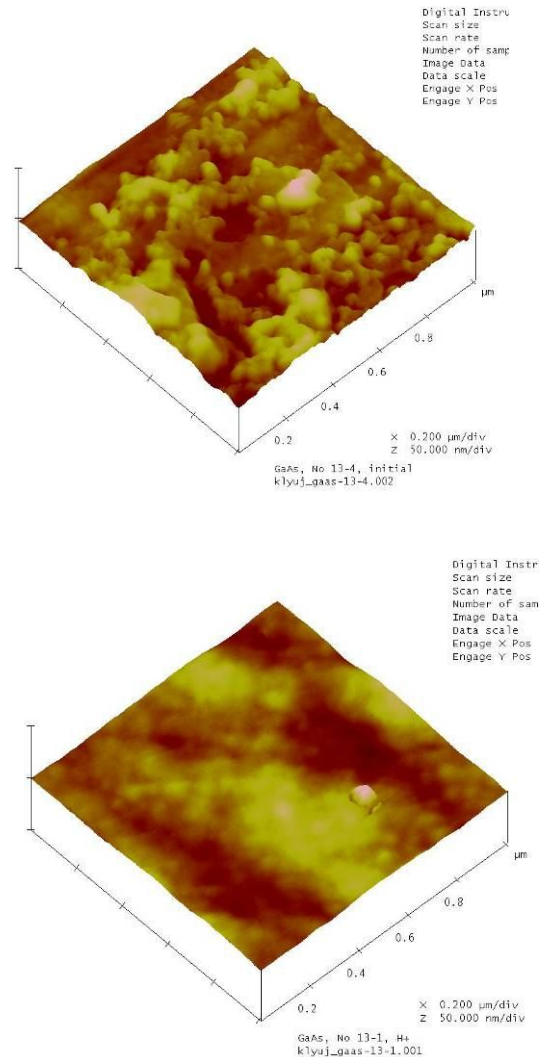 Digital Instru
Scan size
Scan rate
Number of samp
Image Data
Data scale
Engage X Pos
Engage Y Pos
µm
0.8
0.6
0.4
0.2
X 0.200 µm/div
Z 50.000 nm/div
GaAs, No 13-4, initial
klyuj_gaas-13-4.002
Digital Instr
Scan size
Scan rate
Number of sam
Image Data
Data scale
Engage X Pos
Engage Y Pos
µm
0.8
0.6
0.4
0.2
X 0.200 µm/div
Z 50.000 nm/div
GaAs, No 13-1, H+
klyuj_gaas-13-1.001